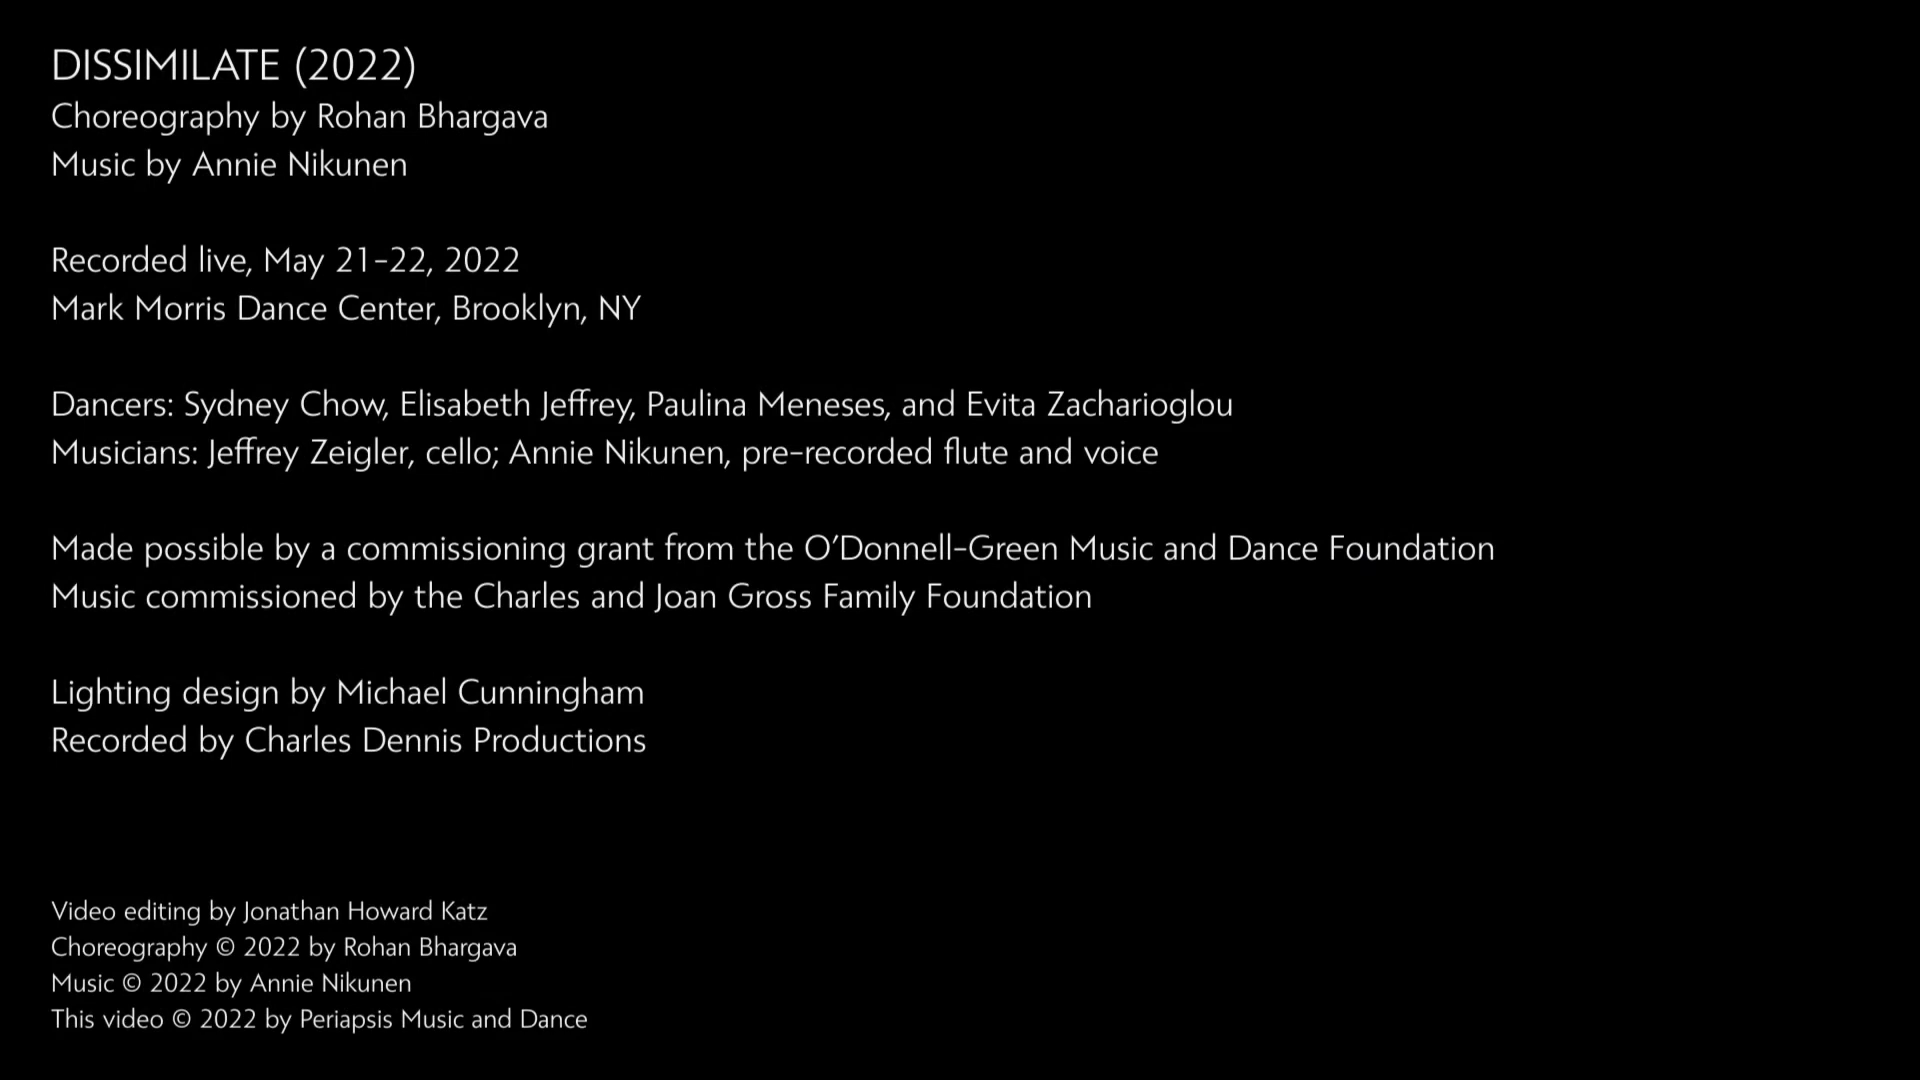 DISSIMILATE (2022)
Choreography by Rohan Bhargava
Music by Annie Nikunen
Recorded live, May 21-22, 2022
Mark Morris Dance Center, Brooklyn, NY
Dancers: Sydney Chow, Elisabeth Jeffrey, Paulina Meneses, and Evita Zacharioglou
Musicians: Jeffrey Zeigler, cello; Annie Nikunen, pre-recorded flute and voice
Made possible by a commissioning grant from the O’Donnell-Green Music and Dance Foundation
Music commissioned by the Charles and Joan Gross Family Foundation
Lighting design by Michael Cunningham
Recorded by Charles Dennis Productions
Video editing by Jonathan Howard Katz
Choreography © 2022 by Rohan Bhargava
Music © 2022 by Annie Nikunen
This video © 2022 by Periapsis Music and Dance